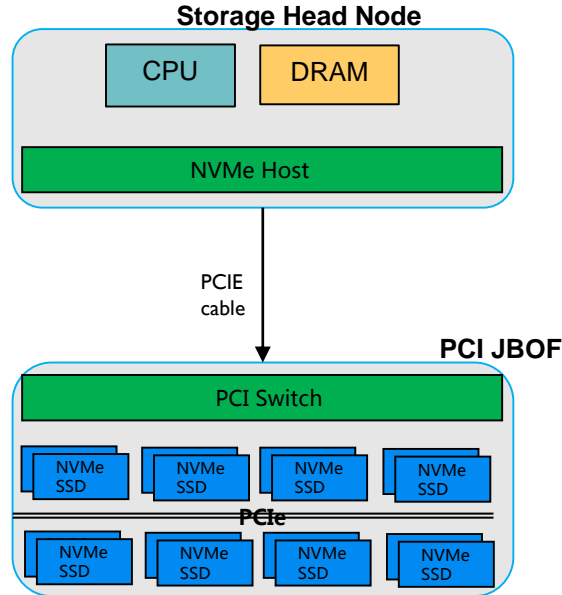 Storage Head Node
CPU
DRAM
NVMe Host
PCIE
cable
PCI JBOF
PCI Switch
NVMe
SSD
NVMe
SSD
NVMe
SSD
NVMe
SSD
PCIe
NVMe
SSD
NVMe
SSD
NVMe
SSD
NVMe
SSD